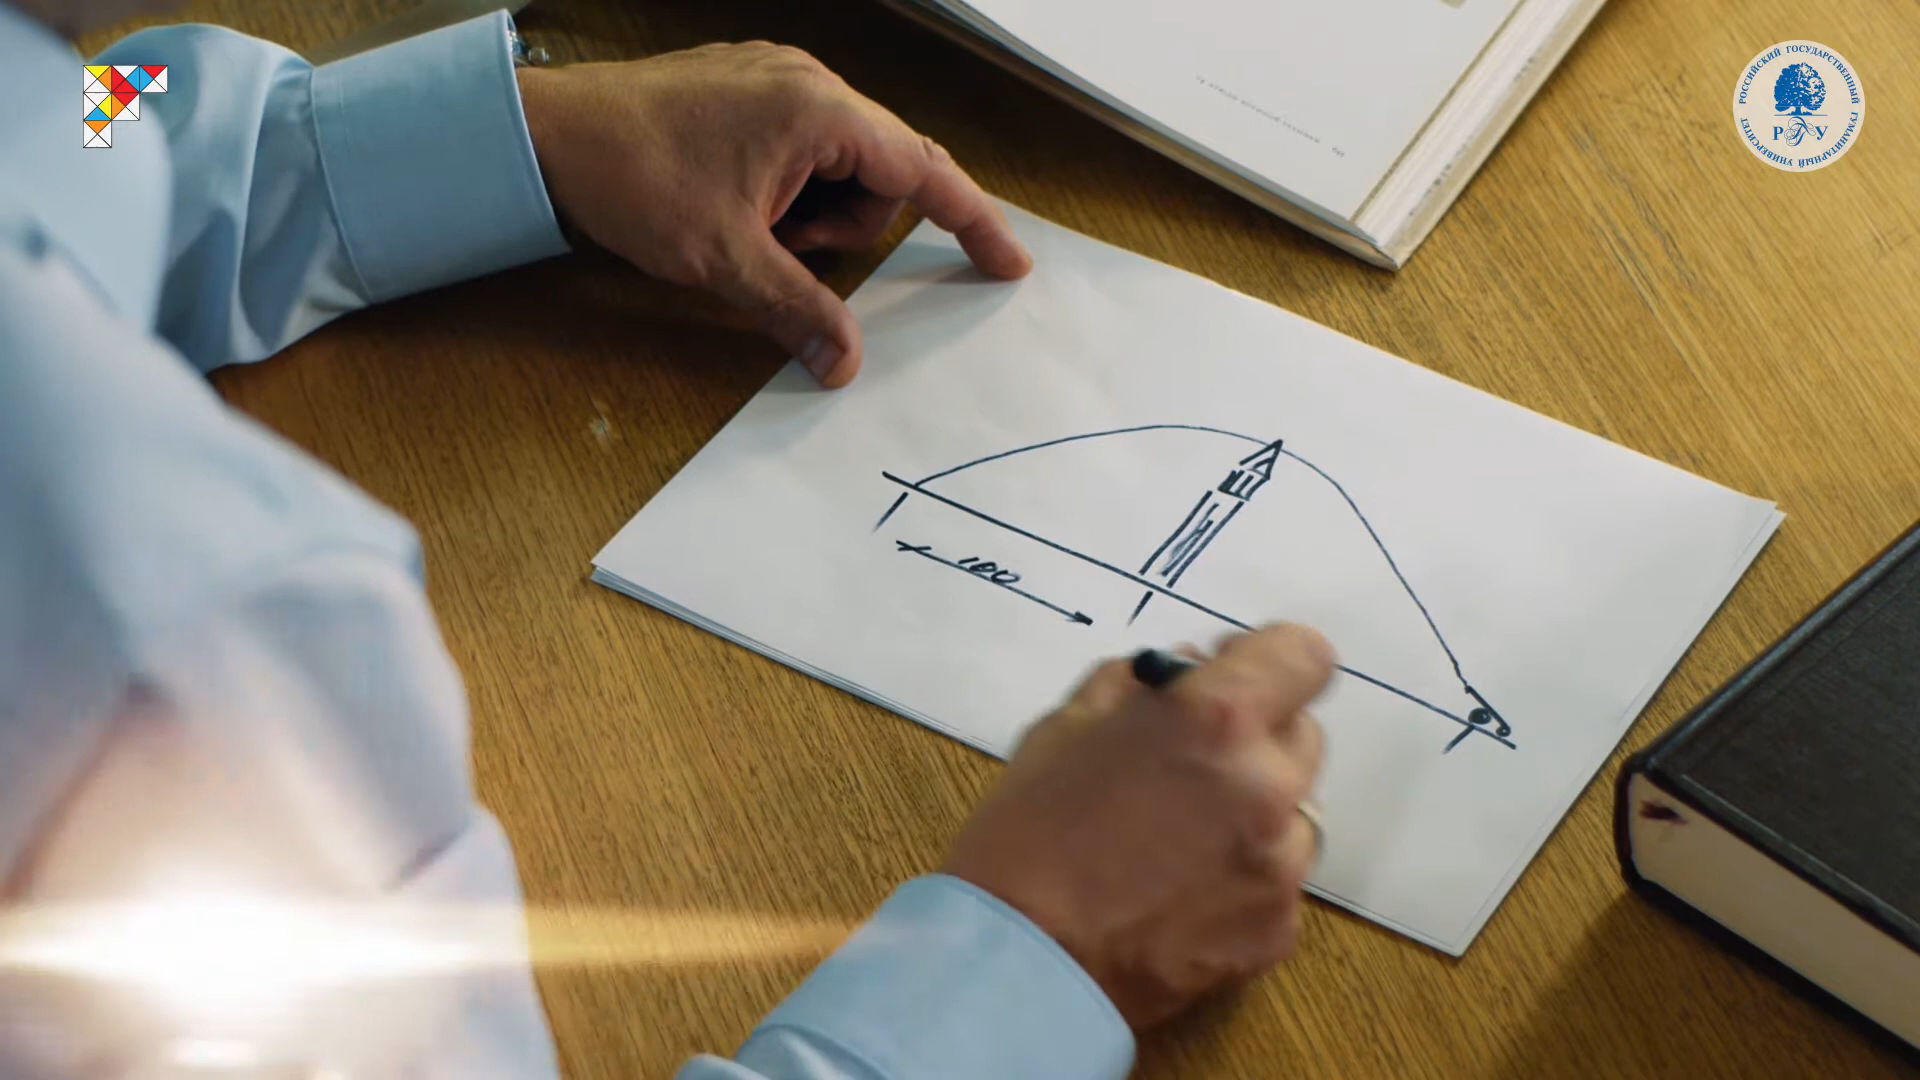 РОССИЙСКИЙ ГОСУДАРСТВЕННЫЙ ГУМАНИТАРНЫЙ УНИВЕРСИТЕТ
РГГУ
100